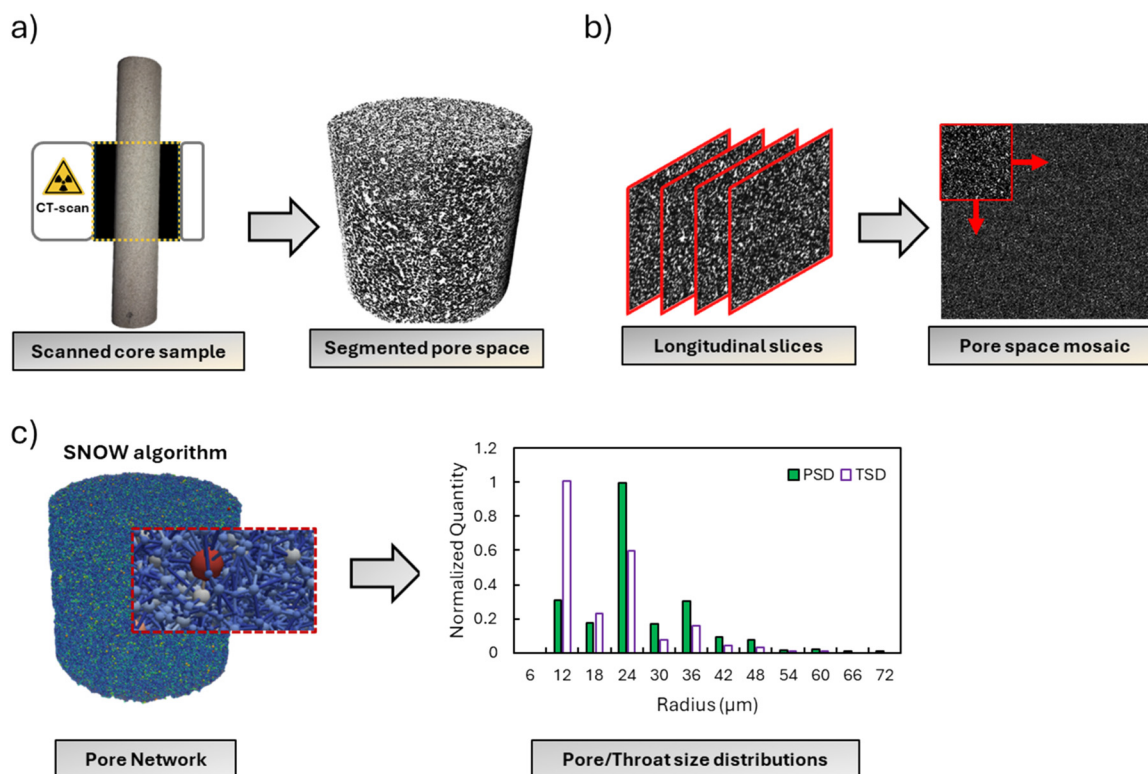 a)
CT-scan
Scanned core sample
Segmented pore space
b)
Longitudinal slices
Pore space mosaic
c)
SNOW algorithm
Pore Network
Normalized Quantity
1.2
1
0.8
0.6
0.4
0.2
0
PSD TSD
6 12 18 24 30 36 42 48 54 60 66 72
Radius (µm)
Pore/Throat size distributions